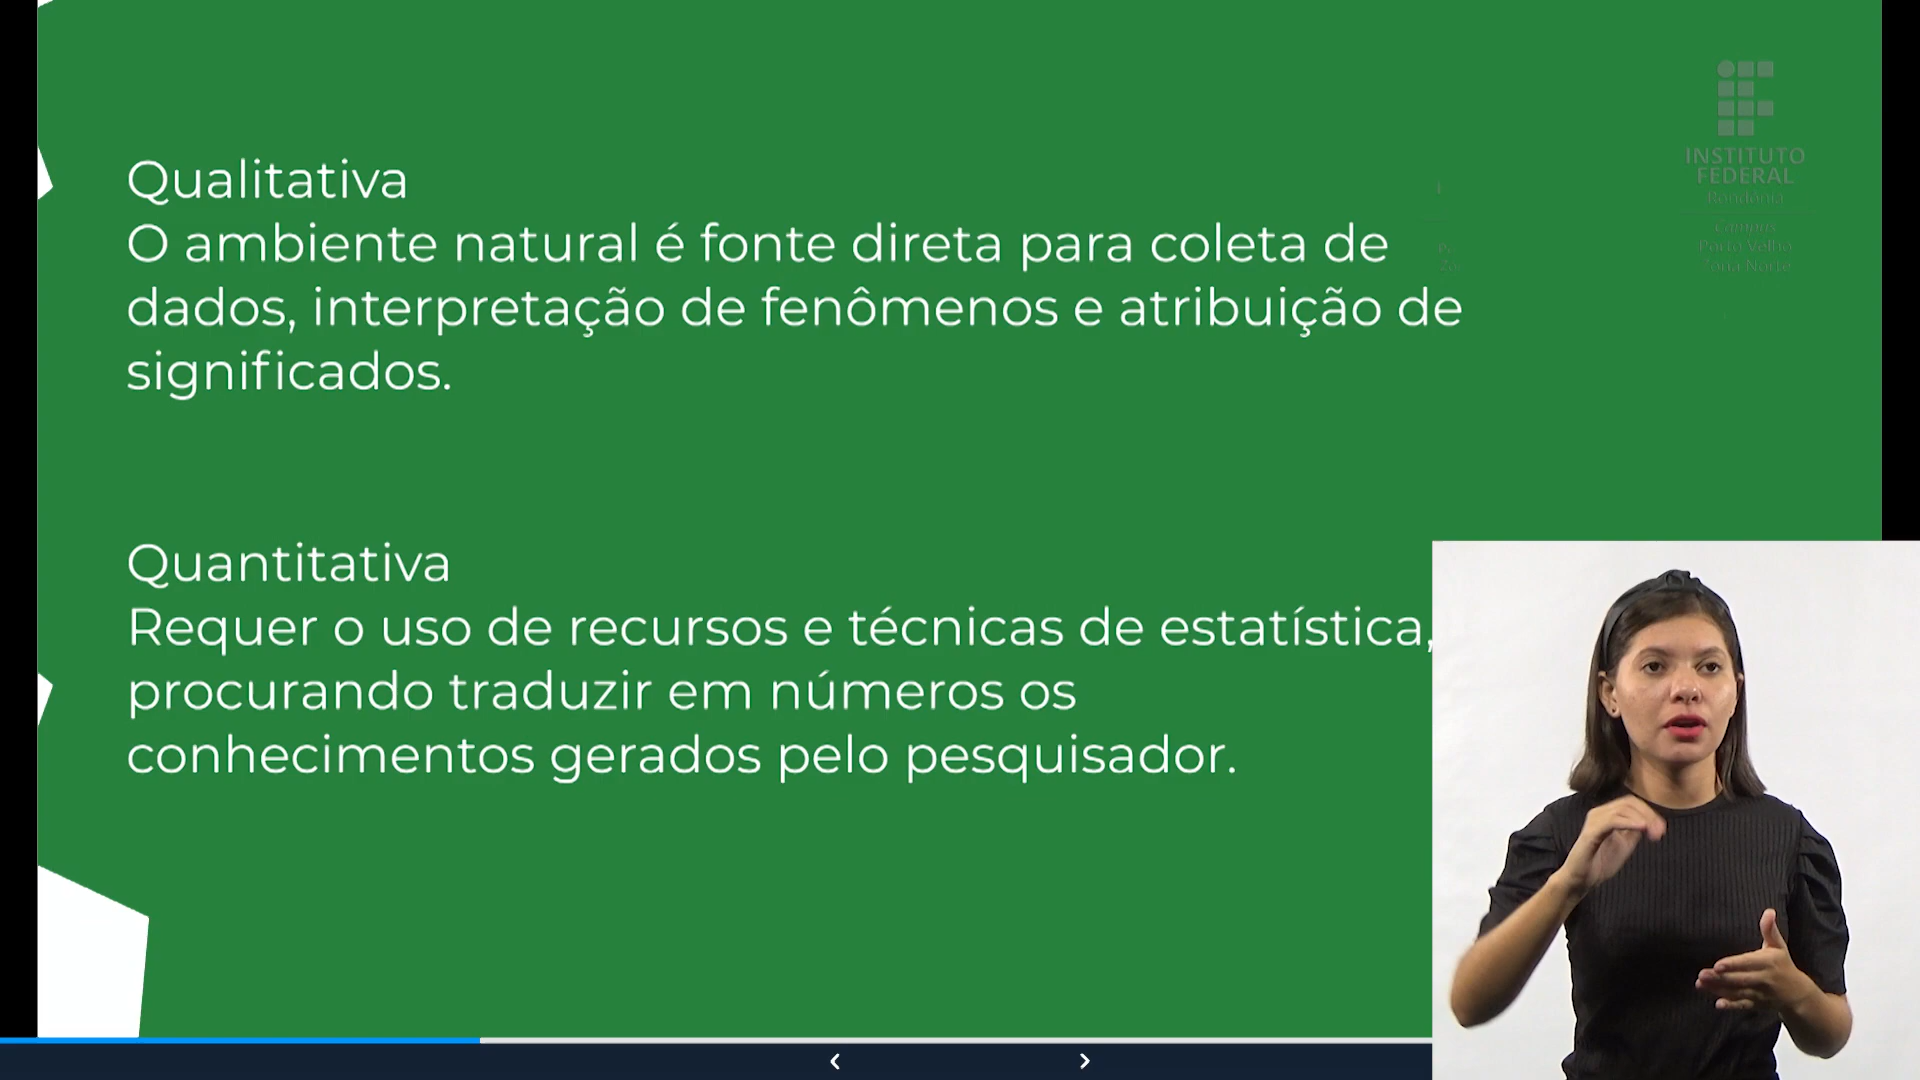 Qualitativa
O ambiente natural é fonte direta para coleta de
dados, interpretação de fenômenos e atribuição de
significados.
Quantitativa
Requer o uso de recursos e técnicas de estatística,
procurando traduzir em números os
conhecimentos gerados pelo pesquisador.
INSTITUTO
FEDERAL
Rondônia
Campus
Porto Velho
Zona Norte